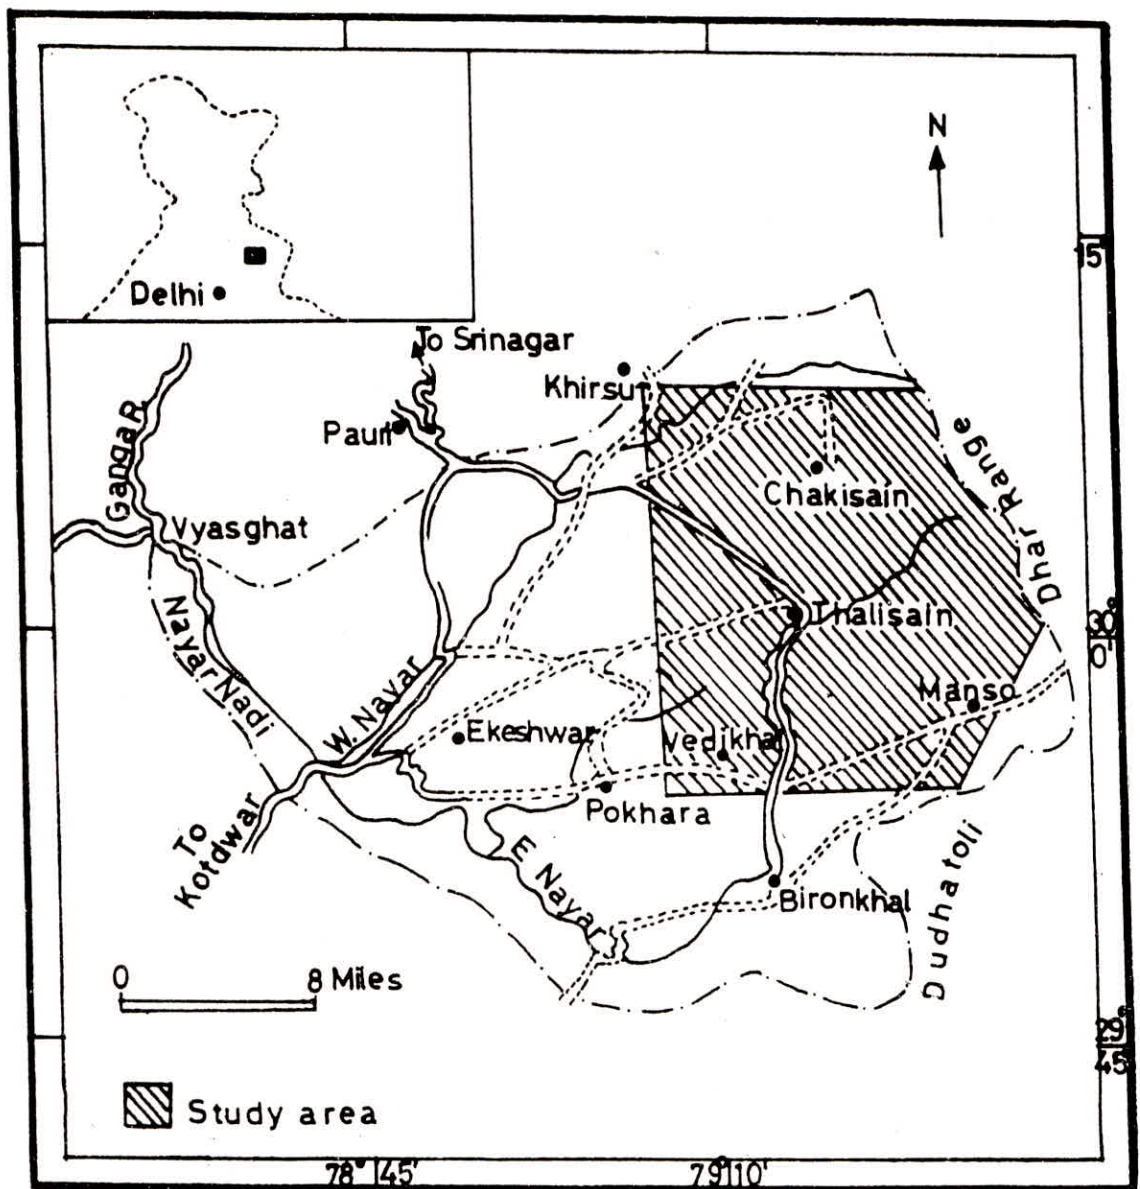 N
15'
Delhi
To Srinagar
Khirsu
Pauri
Ganga R.
Chakisain
Dhar Range
Vyasghat
Thalisain
30°
0'
Nayar Nadi
W. Nayar
Manso
Ekeshwar
Vedikhal
Pokhara
To
Kotdwar
E Nayar
Bironkhal
Dudhatoli
0 8 Miles
29°
45'
Study area
78° 45' 79 10'